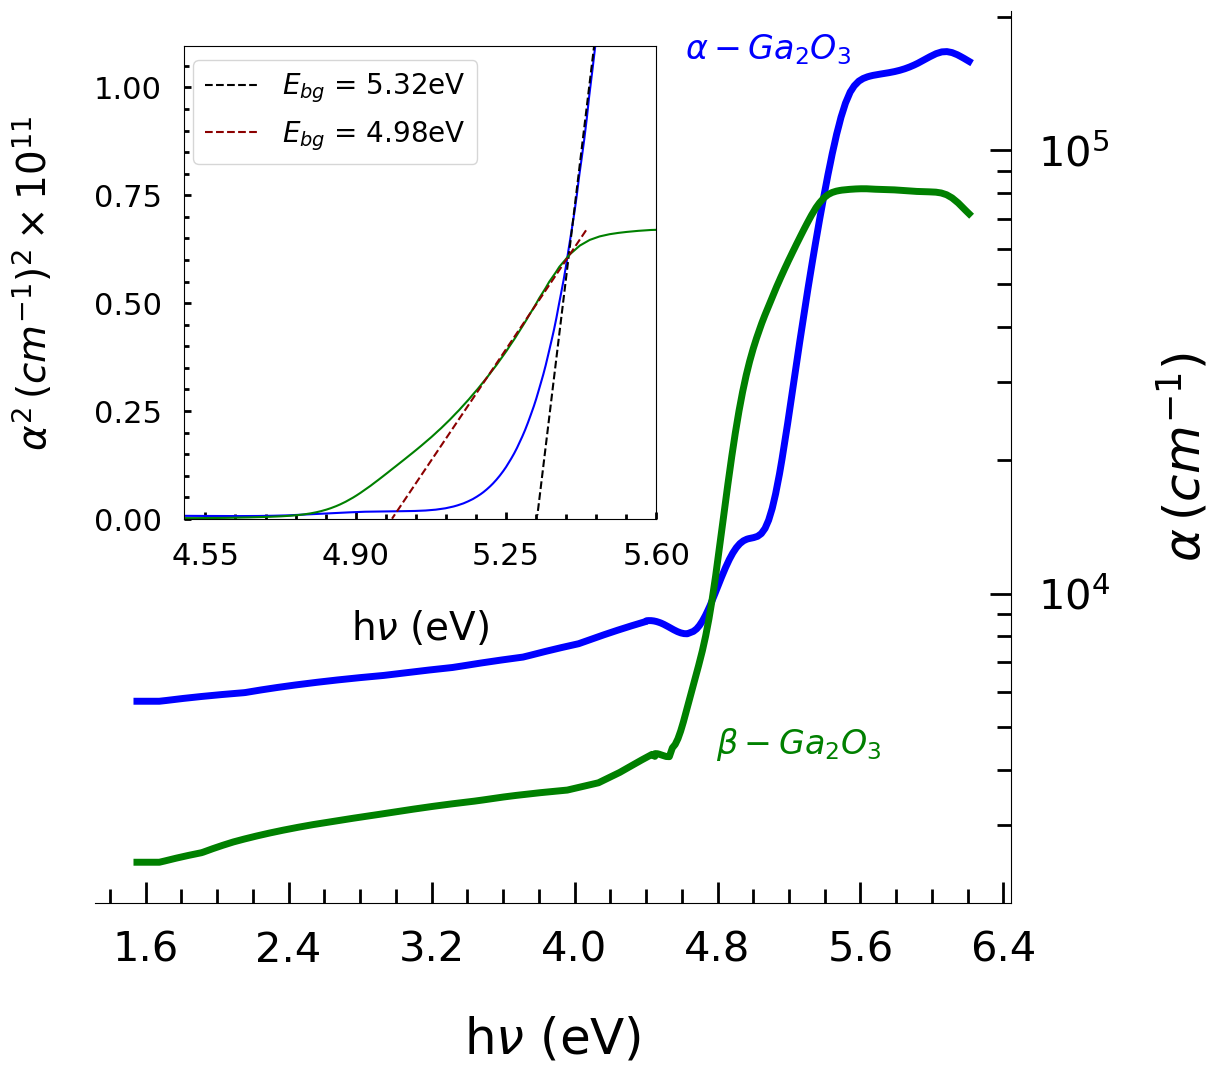 α − Ga₂O₃
E_bg = 5.32eV
E_bg = 4.98eV
α² (cm⁻¹)² × 10¹¹
1.00
0.75
0.50
0.25
0.00
4.55 4.90 5.25 5.60
hν (eV)
10⁵
10⁴
α (cm⁻¹)
β − Ga₂O₃
1.6 2.4 3.2 4.0 4.8 5.6 6.4
hν (eV)